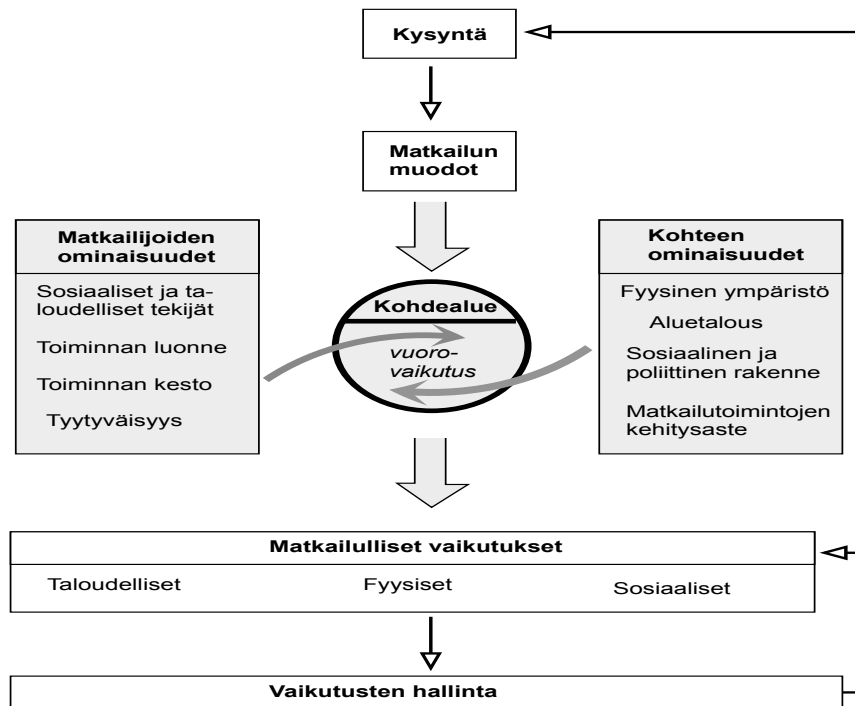 Kysyntä
Matkailun
muodot
Matkailijoiden
ominaisuudet
Sosiaaliset ja ta-
loudelliset tekijät
Toiminnan luonne
Toiminnan kesto
Tyytyväisyys
Kohdealue
vuoro-
vaikutus
Kohteen
ominaisuudet
Fyysinen ympäristö
Aluetalous
Sosiaalinen ja
poliittinen rakenne
Matkailutoimintojen
kehitysaste
Matkailulliset vaikutukset
Taloudelliset Fyysiset Sosiaaliset
Vaikutusten hallinta